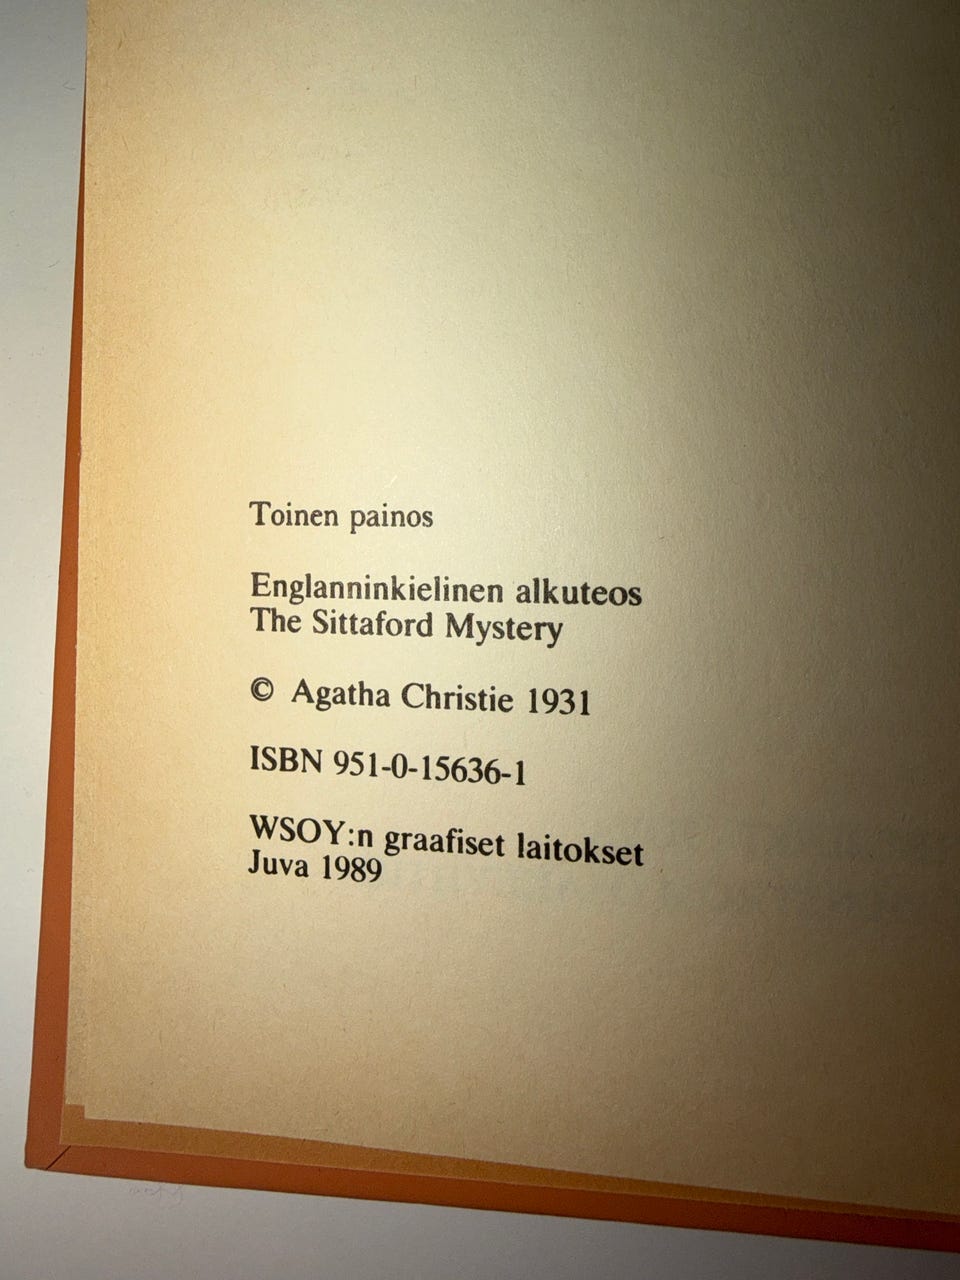 Toinen painos
Englanninkielinen alkuteos
The Sittaford Mystery
© Agatha Christie 1931
ISBN 951-0-15636-1
WSOY:n graafiset laitokset
Juva 1989